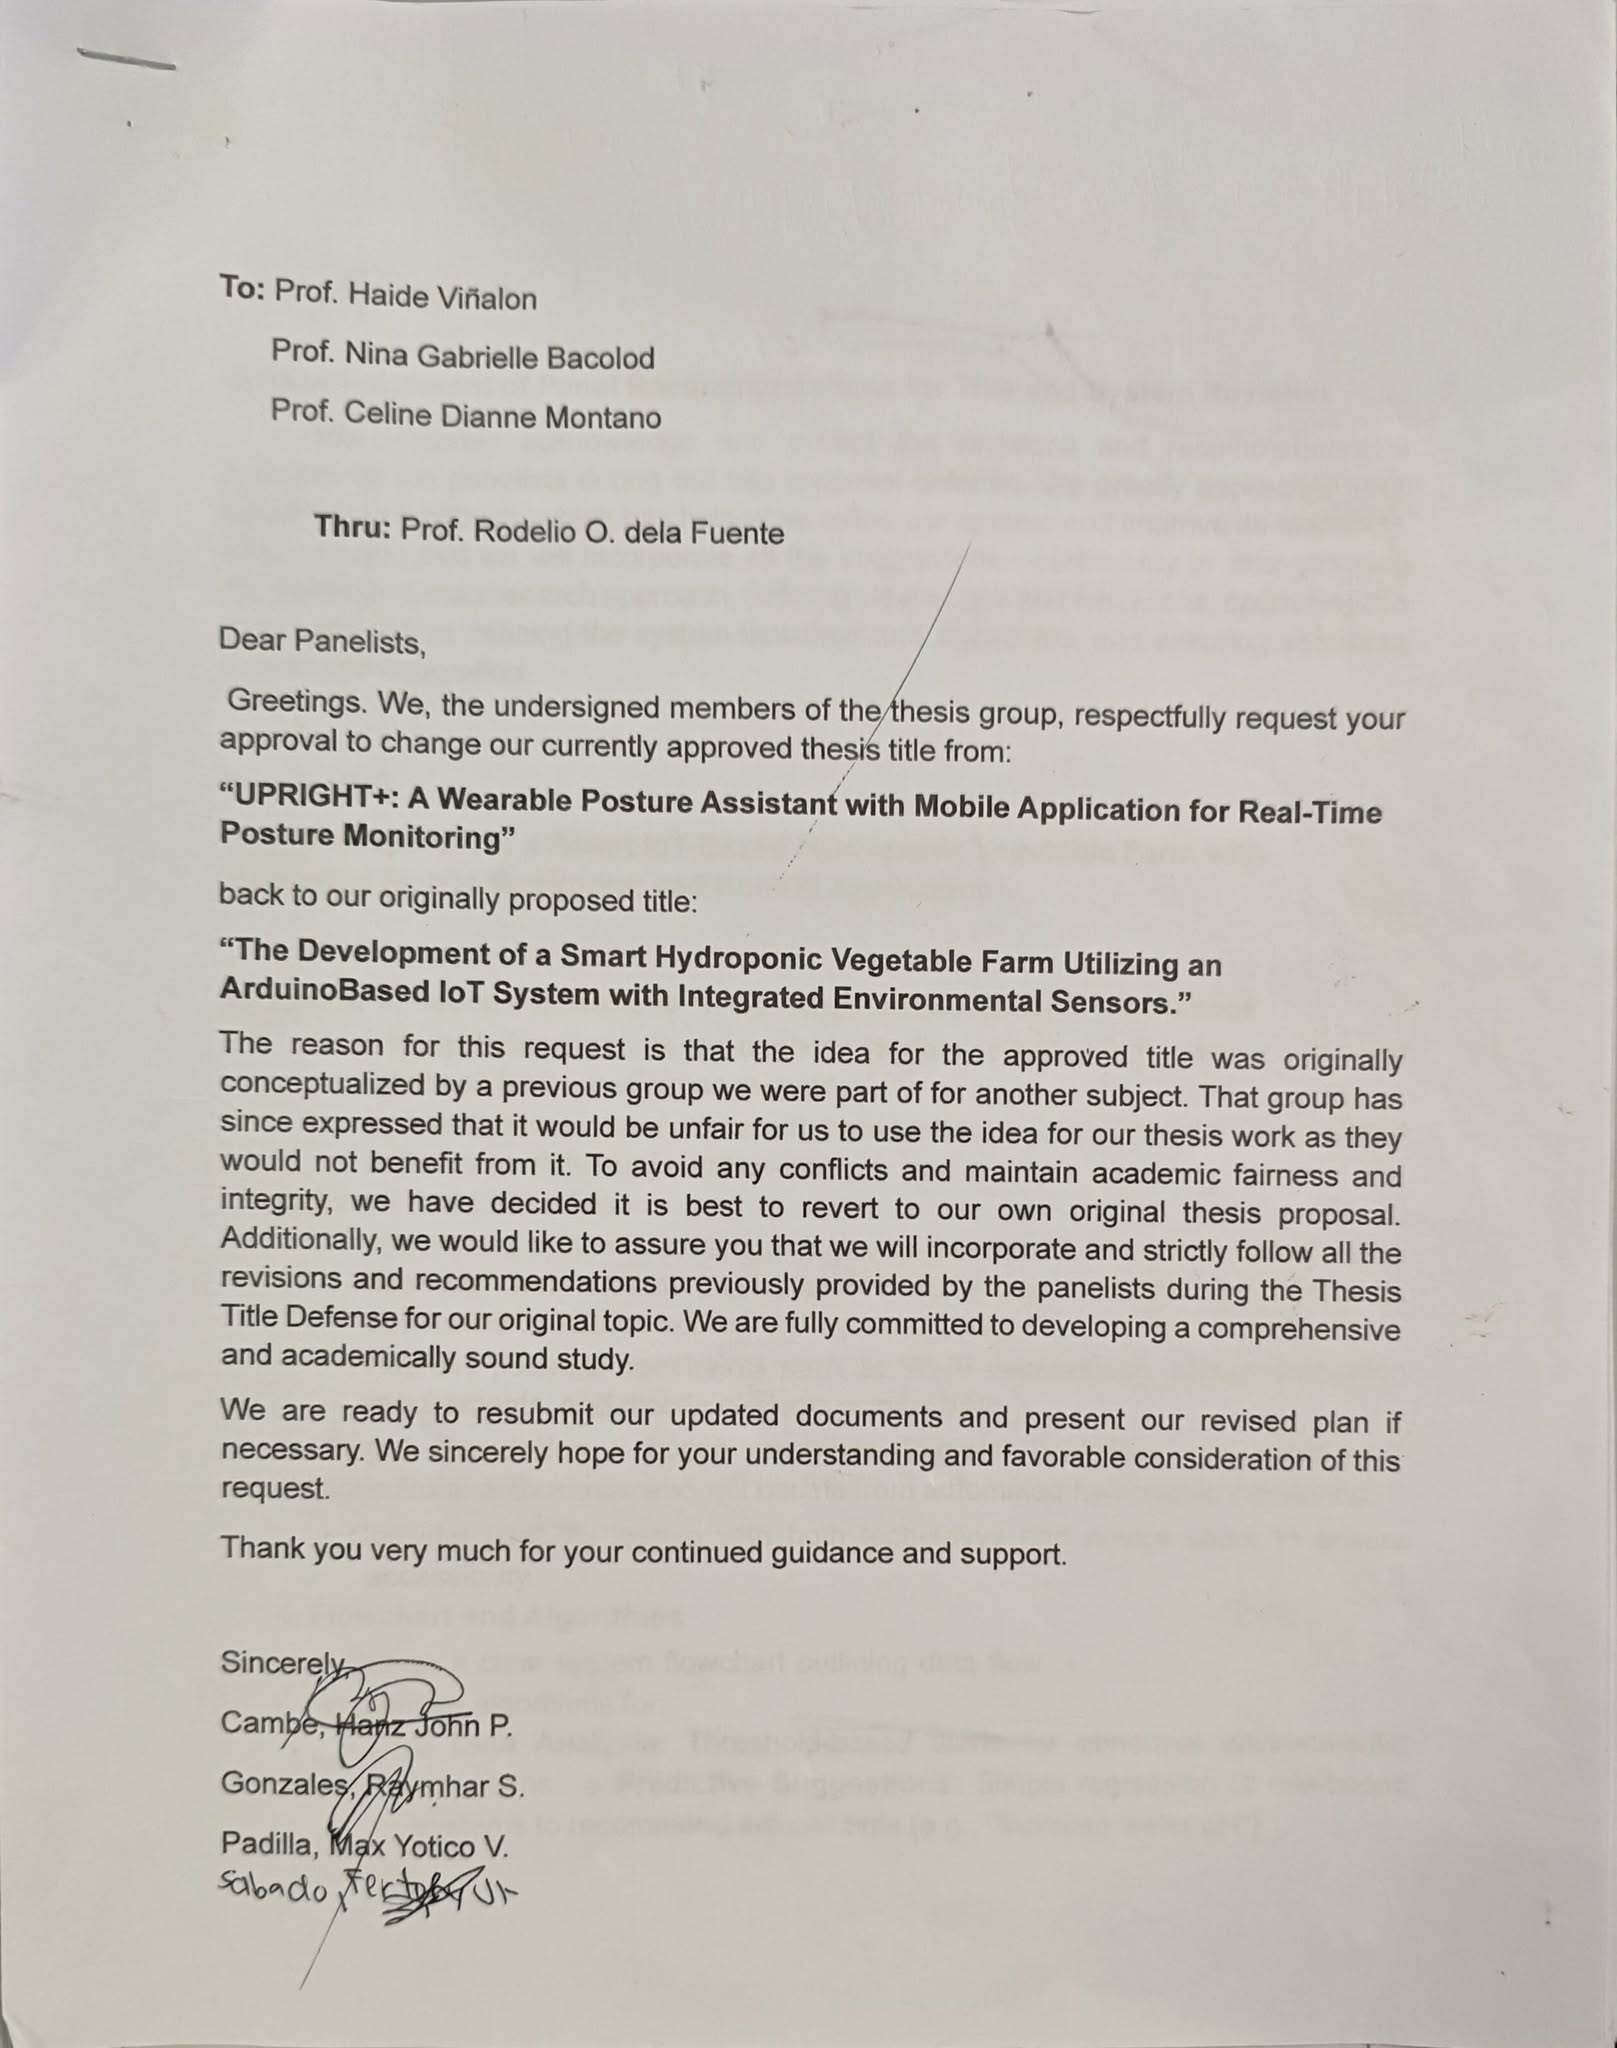 To: Prof. Haide Viñalon
Prof. Nina Gabrielle Bacolod
Prof. Celine Dianne Montano
Thru: Prof. Rodelio O. dela Fuente
Dear Panelists,
Greetings. We, the undersigned members of the thesis group, respectfully request your
approval to change our currently approved thesis title from:
“UPRIGHT+: A Wearable Posture Assistant with Mobile Application for Real-Time
Posture Monitoring”
back to our originally proposed title:
“The Development of a Smart Hydroponic Vegetable Farm Utilizing an
ArduinoBased IoT System with Integrated Environmental Sensors.”
The reason for this request is that the idea for the approved title was originally
conceptualized by a previous group we were part of for another subject. That group has
since expressed that it would be unfair for us to use the idea for our thesis work as they
would not benefit from it. To avoid any conflicts and maintain academic fairness and
integrity, we have decided it is best to revert to our own original thesis proposal.
Additionally, we would like to assure you that we will incorporate and strictly follow all the
revisions and recommendations previously provided by the panelists during the Thesis
Title Defense for our original topic. We are fully committed to developing a comprehensive
and academically sound study.
We are ready to resubmit our updated documents and present our revised plan if
necessary. We sincerely hope for your understanding and favorable consideration of this
request.
Thank you very much for your continued guidance and support.
Sincerely,
Cambe, Hanz John P.
Gonzales, Raymhar S.
Padilla, Max Yotico V.
Sabado, Jr